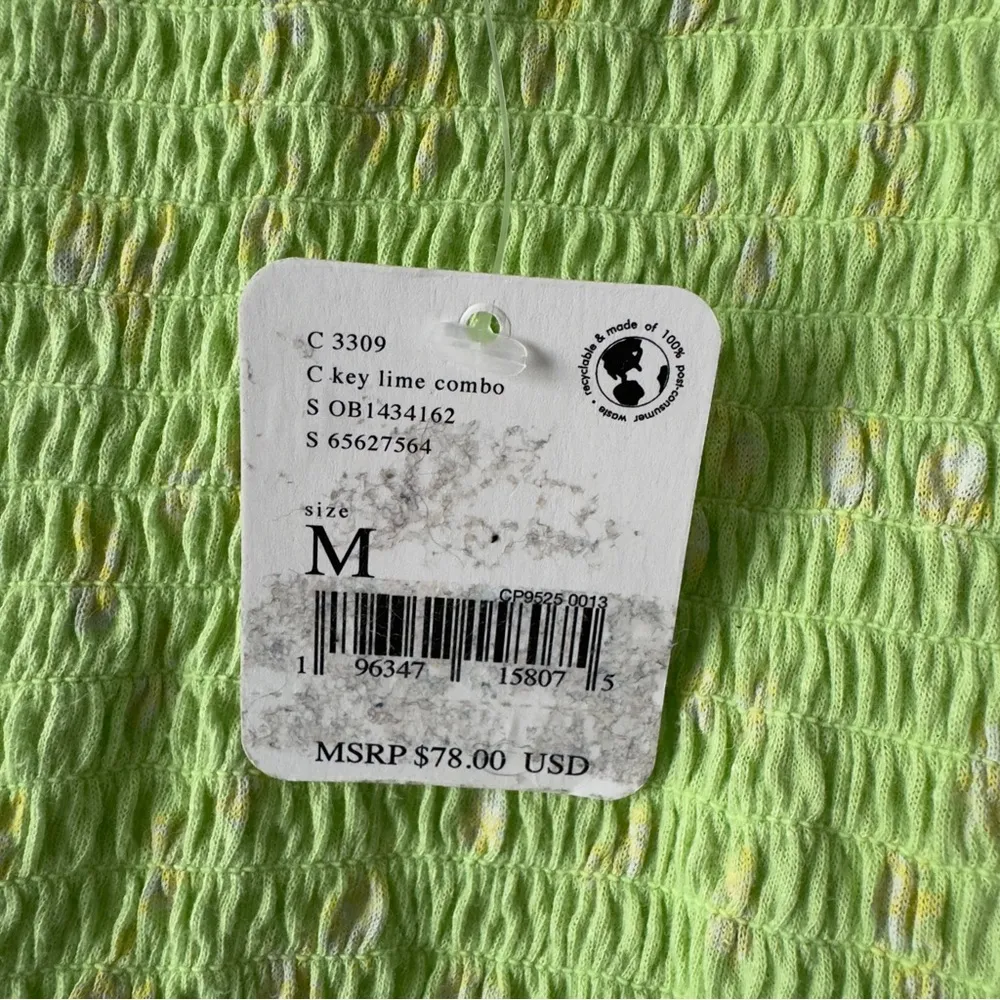 C 3309
C key lime combo
S OB1434162
S 65627564
recyclable & made of 100% post-consumer waste •
size
M
CP9525 0013
1 96347 15807 5
MSRP $78.00 USD